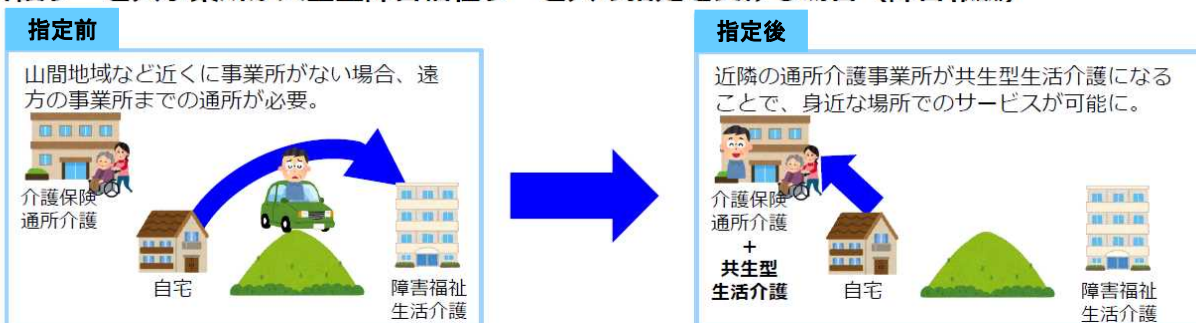 指定前
山間地域など近くに事業所がない場合、遠
方の事業所までの通所が必要。
介護保険
通所介護
自宅
障害福祉
生活介護
指定後
近隣の通所介護事業所が共生型生活介護になる
ことで、身近な場所でのサービスが可能に。
介護保険
通所介護
+
共生型
生活介護
自宅
障害福祉
生活介護